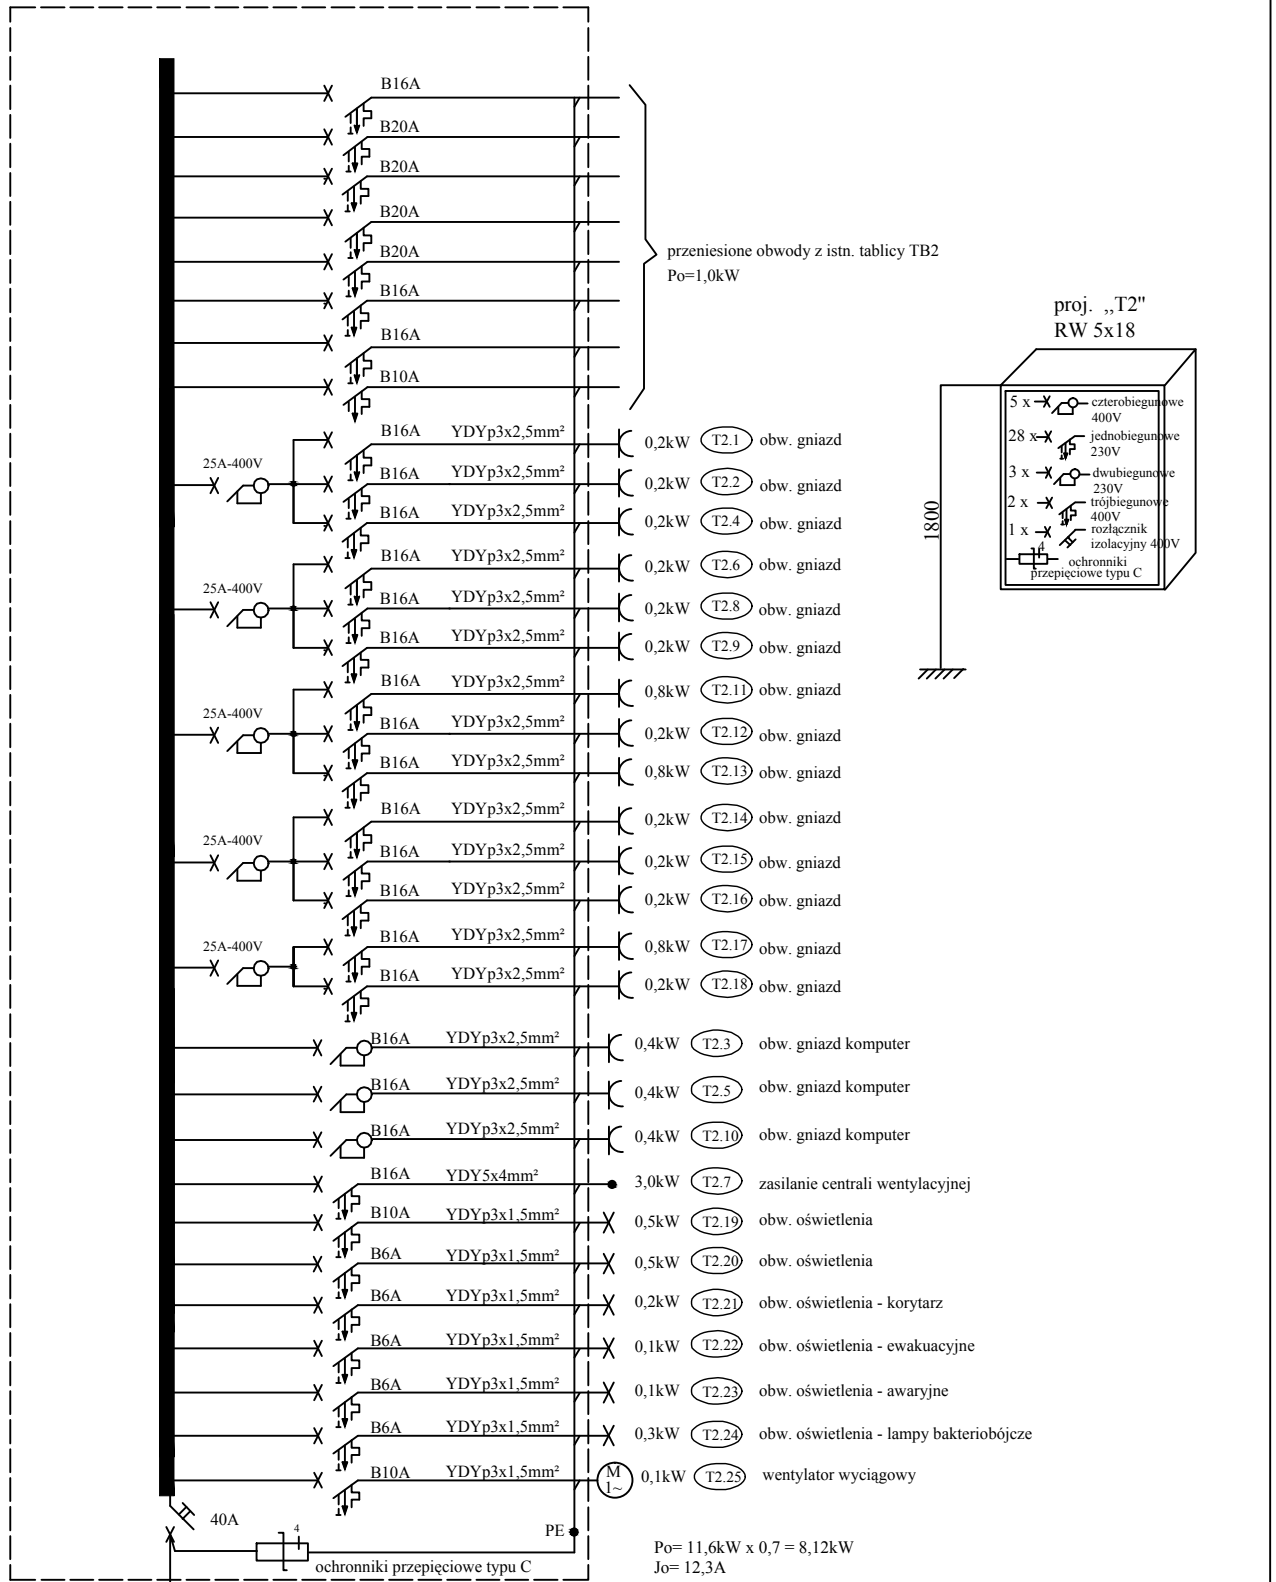 B16A
B20A
B20A
B20A
B20A
B16A
B16A
B10A
przeniesione obwody z istn. tablicy TB2
Po=1,0kW
proj. ,,T2"
RW 5x18
5 x czterobiegunowe
400V
28 x jednobiegunowe
230V
3 x dwubiegunowe
230V
2 x trójbiegunowe
400V
1 x rozłącznik
izolacyjny 400V
4
ochronniki
przepięciowe typu C
1800
25A-400V
B16A YDYp3x2,5mm² 0,2kW T2.1 obw. gniazd
B16A YDYp3x2,5mm² 0,2kW T2.2 obw. gniazd
B16A YDYp3x2,5mm² 0,2kW T2.4 obw. gniazd
25A-400V
B16A YDYp3x2,5mm² 0,2kW T2.6 obw. gniazd
B16A YDYp3x2,5mm² 0,2kW T2.8 obw. gniazd
B16A YDYp3x2,5mm² 0,2kW T2.9 obw. gniazd
25A-400V
B16A YDYp3x2,5mm² 0,8kW T2.11 obw. gniazd
B16A YDYp3x2,5mm² 0,2kW T2.12 obw. gniazd
B16A YDYp3x2,5mm² 0,8kW T2.13 obw. gniazd
25A-400V
B16A YDYp3x2,5mm² 0,2kW T2.14 obw. gniazd
B16A YDYp3x2,5mm² 0,2kW T2.15 obw. gniazd
B16A YDYp3x2,5mm² 0,2kW T2.16 obw. gniazd
25A-400V
B16A YDYp3x2,5mm² 0,8kW T2.17 obw. gniazd
B16A YDYp3x2,5mm² 0,2kW T2.18 obw. gniazd
B16A YDYp3x2,5mm² 0,4kW T2.3 obw. gniazd komputer
B16A YDYp3x2,5mm² 0,4kW T2.5 obw. gniazd komputer
B16A YDYp3x2,5mm² 0,4kW T2.10 obw. gniazd komputer
B16A YDY5x4mm² 3,0kW T2.7 zasilanie centrali wentylacyjnej
B10A YDYp3x1,5mm² 0,5kW T2.19 obw. oświetlenia
B6A YDYp3x1,5mm² 0,5kW T2.20 obw. oświetlenia
B6A YDYp3x1,5mm² 0,2kW T2.21 obw. oświetlenia - korytarz
B6A YDYp3x1,5mm² 0,1kW T2.22 obw. oświetlenia - ewakuacyjne
B6A YDYp3x1,5mm² 0,1kW T2.23 obw. oświetlenia - awaryjne
B6A YDYp3x1,5mm² 0,3kW T2.24 obw. oświetlenia - lampy bakteriobójcze
B10A YDYp3x1,5mm² M 1~ 0,1kW T2.25 wentylator wyciągowy
40A
4
PE
ochronniki przepięciowe typu C
Po= 11,6kW x 0,7 = 8,12kW
Jo= 12,3A